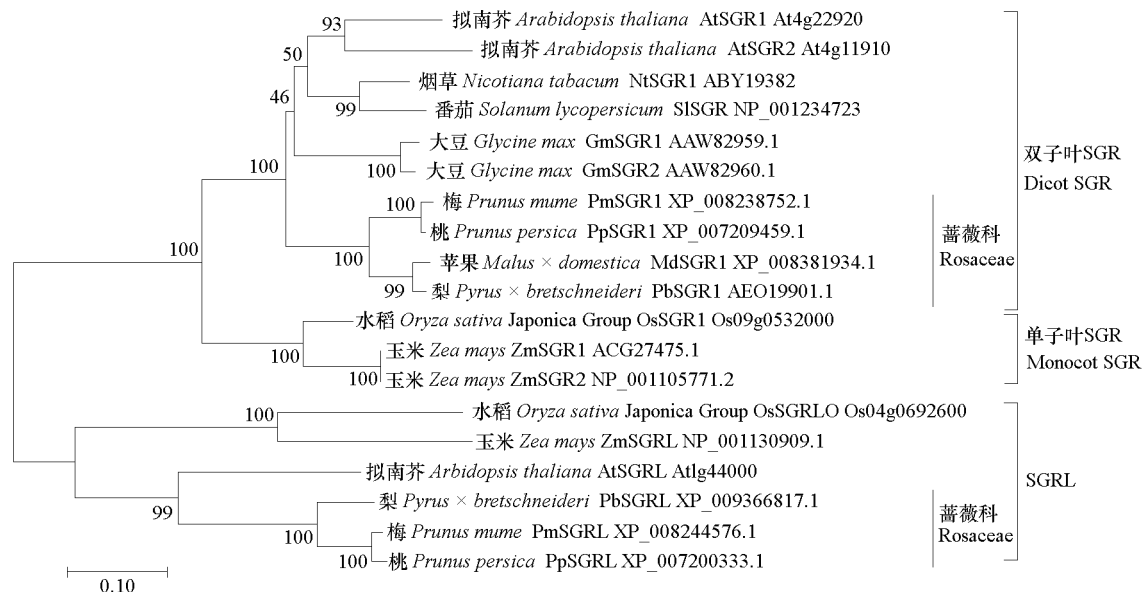 93
拟南芥 Arabidopsis thaliana AtSGR1 At4g22920
50
拟南芥 Arabidopsis thaliana AtSGR2 At4g11910
烟草 Nicotiana tabacum NtSGR1 ABY19382
46
99
番茄 Solanum lycopersicum SlSGR NP_001234723
大豆 Glycine max GmSGR1 AAW82959.1
100
100
大豆 Glycine max GmSGR2 AAW82960.1
双子叶SGR
Dicot SGR
100
梅 Prunus mume PmSGR1 XP_008238752.1
桃 Prunus persica PpSGR1 XP_007209459.1
蔷薇科
Rosaceae
100
100
苹果 Malus × domestica MdSGR1 XP_008381934.1
99
梨 Pyrus × bretschneideri PbSGR1 AEO19901.1
水稻 Oryza sativa Japonica Group OsSGR1 Os09g0532000
100
玉米 Zea mays ZmSGR1 ACG27475.1
单子叶SGR
Monocot SGR
100
玉米 Zea mays ZmSGR2 NP_001105771.2
100
水稻 Oryza sativa Japonica Group OsSGRLO Os04g0692600
玉米 Zea mays ZmSGRL NP_001130909.1
拟南芥 Arbidopsis thaliana AtSGRL Atlg44000
SGRL
99
梨 Pyrus × bretschneideri PbSGRL XP_009366817.1
100
梅 Prunus mume PmSGRL XP_008244576.1
蔷薇科
Rosaceae
100
桃 Prunus persica PpSGRL XP_007200333.1
0.10